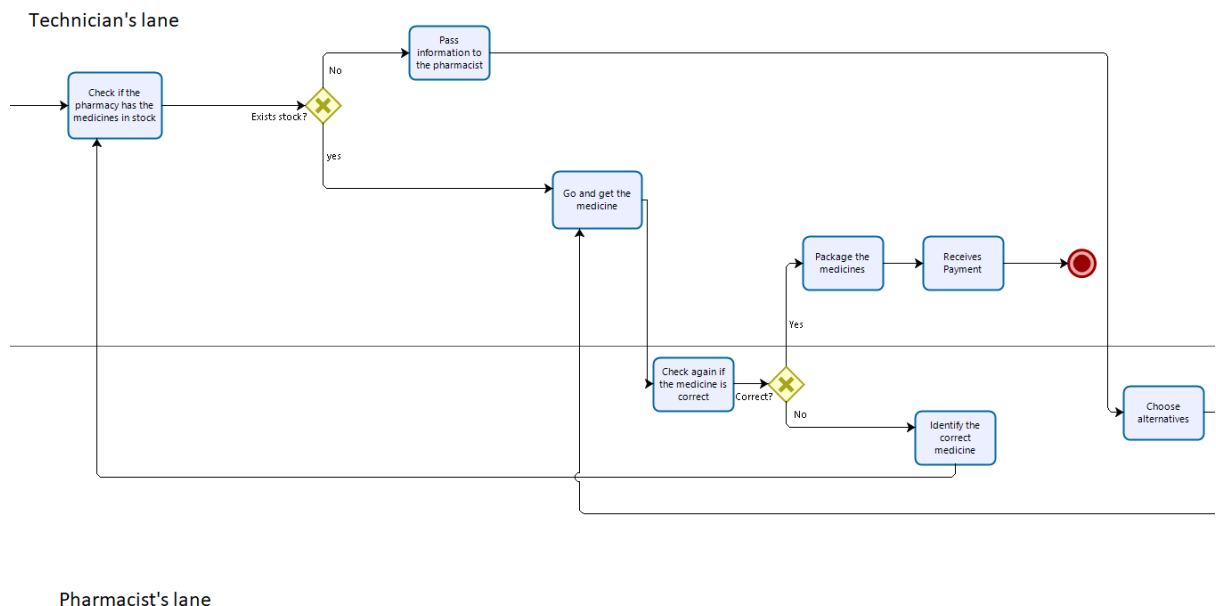 Technician's lane
Pass
information to
the pharmacist
No
Check if the
pharmacy has the
medicines in stock
Exists stock?
yes
Go and get the
medicine
Package the
medicines
Receives
Payment
Yes
Check again if
the medicine is
correct
Correct?
No
Identify the
correct
medicine
Choose
alternatives
Pharmacist's lane